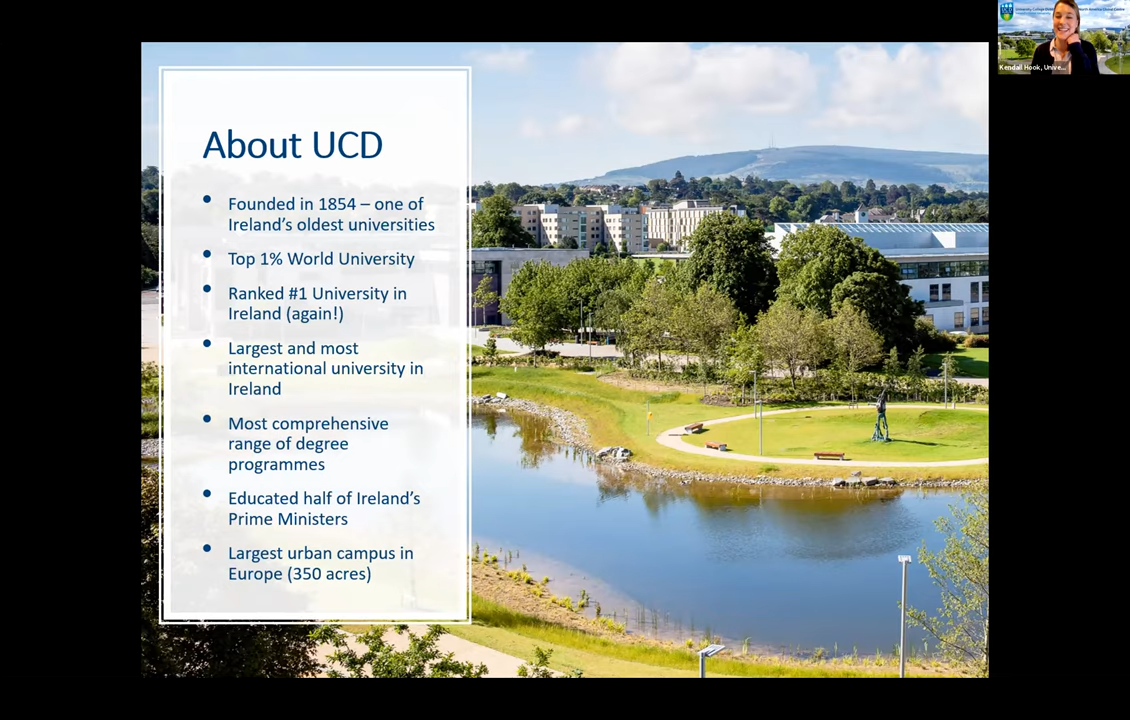 About UCD
• Founded in 1854 – one of
Ireland's oldest universities
• Top 1% World University
• Ranked #1 University in
Ireland (again!)
• Largest and most
international university in
Ireland
• Most comprehensive
range of degree
programmes
• Educated half of Ireland's
Prime Ministers
• Largest urban campus in
Europe (350 acres)
Kendall Hook, Unive...